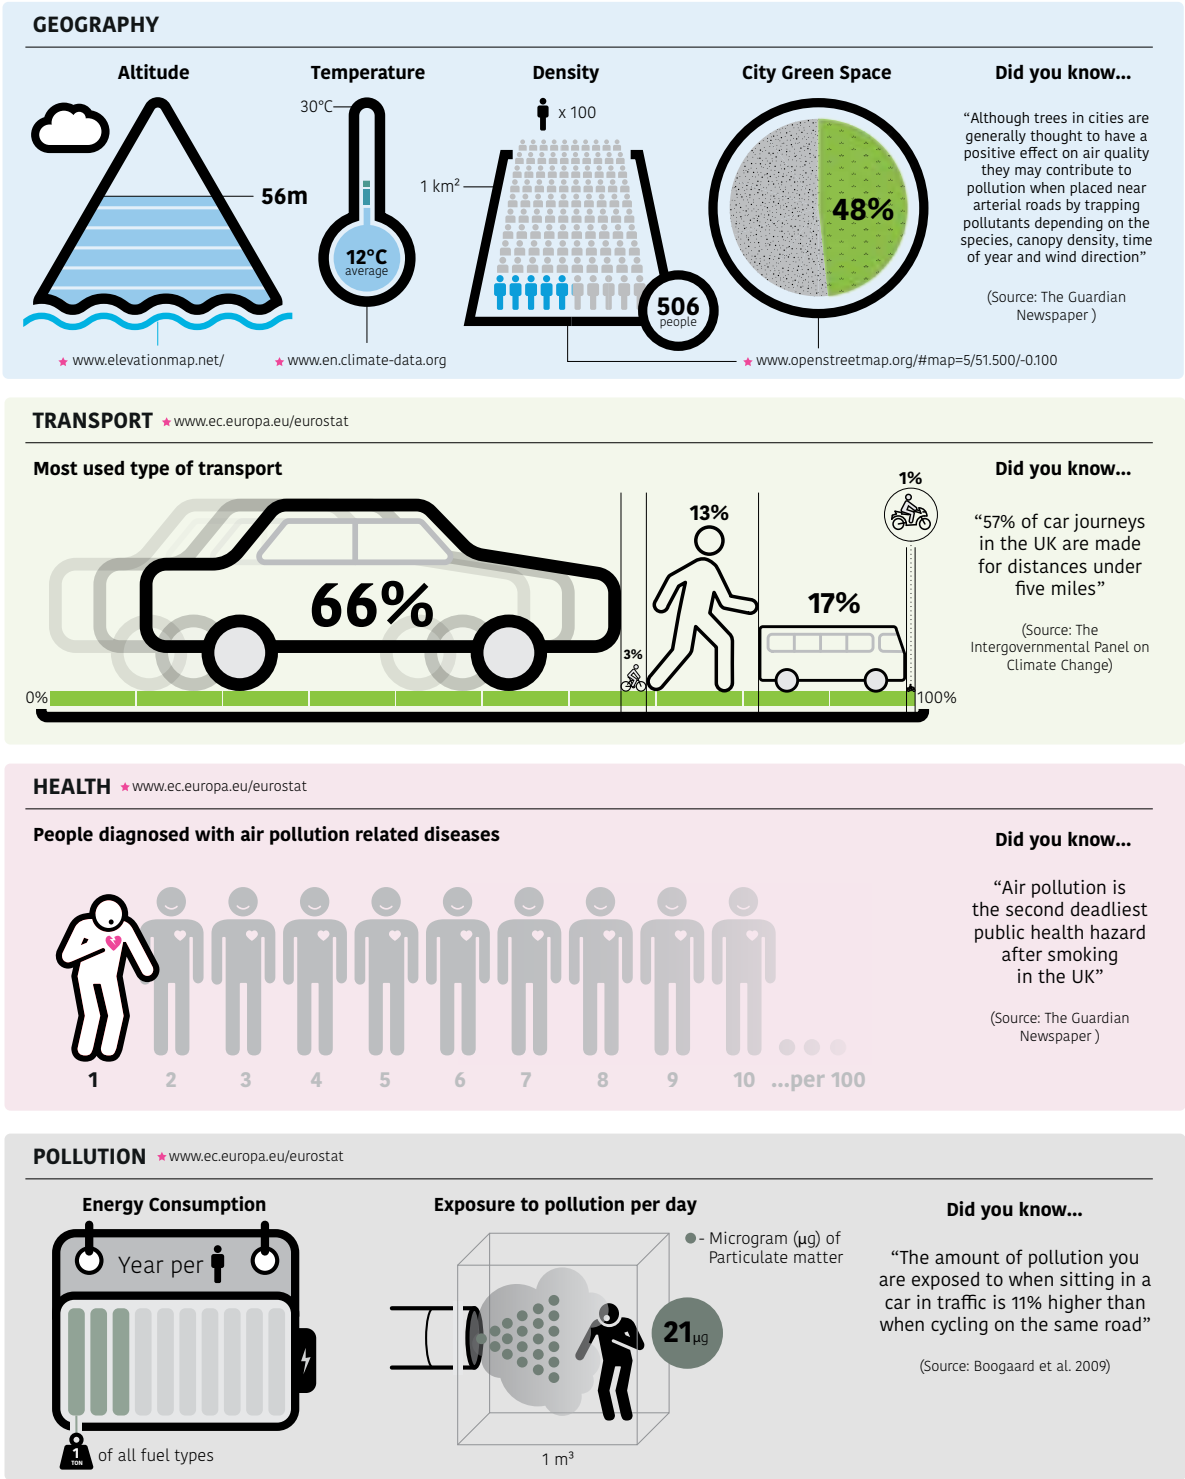 GEOGRAPHY
Altitude
Temperature
Density
City Green Space
Did you know...
30°C
x 100
1 km²
56m
48%
12°C
average
506
people
“Although trees in cities are
generally thought to have a
positive effect on air quality
they may contribute to
pollution when placed near
arterial roads by trapping
pollutants depending on the
species, canopy density, time
of year and wind direction”
(Source: The Guardian
Newspaper )
www.elevationmap.net/
www.en.climate-data.org
www.openstreetmap.org/#map=5/51.500/-0.100
TRANSPORT www.ec.europa.eu/eurostat
Most used type of transport
Did you know...
66%
3%
13%
17%
1%
0%
100%
“57% of car journeys
in the UK are made
for distances under
five miles”
(Source: The
Intergovernmental Panel on
Climate Change)
HEALTH www.ec.europa.eu/eurostat
People diagnosed with air pollution related diseases
Did you know...
“Air pollution is
the second deadliest
public health hazard
after smoking
in the UK”
(Source: The Guardian
Newspaper )
1 2 3 4 5 6 7 8 9 10 ...per 100
POLLUTION www.ec.europa.eu/eurostat
Energy Consumption
Year per
1
TON
of all fuel types
Exposure to pollution per day
- Microgram (µg) of
Particulate matter
21µg
1 m³
Did you know...
“The amount of pollution you
are exposed to when sitting in a
car in traffic is 11% higher than
when cycling on the same road”
(Source: Boogaard et al. 2009)